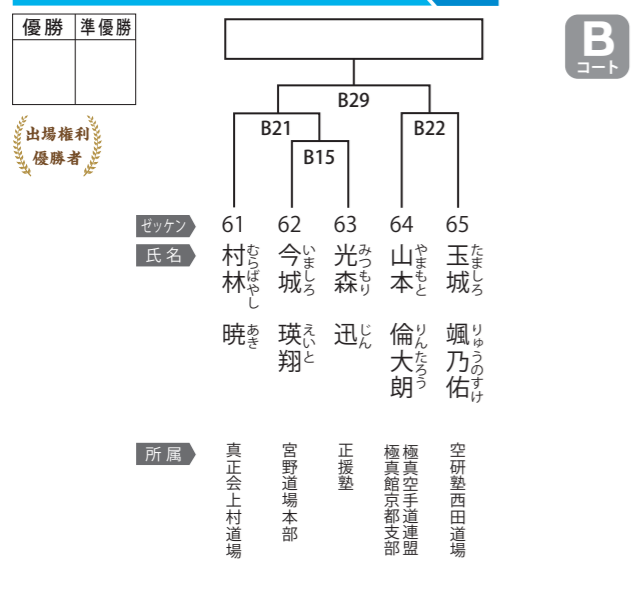 優勝
準優勝
B
コート
出場権利
優勝者
B29
B21
B22
B15
ゼッケン
61
62
63
64
65
氏名
村林 暁
むらばやし あき
今城 瑛翔
いましろ えいと
光森 迅
みつもり じん
山本 倫大朗
やまもと りんたろう
玉城 颯乃佑
たましろ りゅうのすけ
所属
真正会上村道場
宮野道場本部
正援塾
極真空手道連盟
極真館京都支部
空研塾西田道場